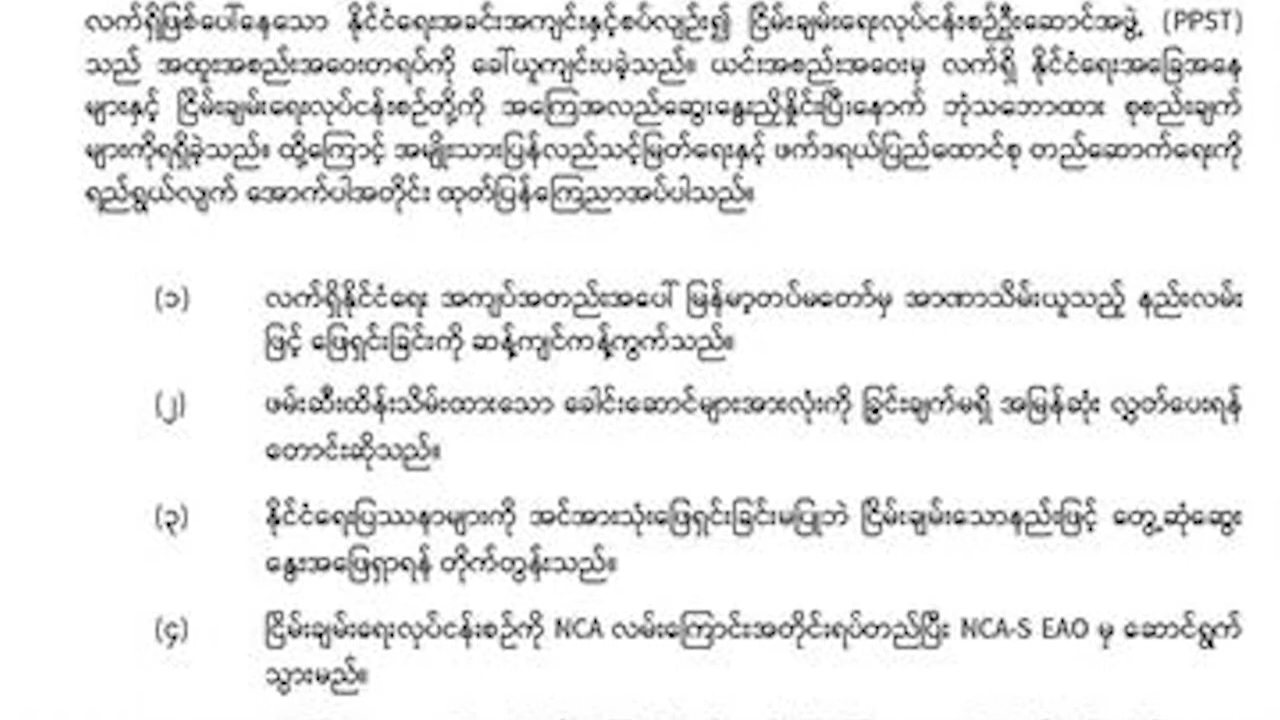 လက်ရှိဖြစ်ပေါ်နေသော နိုင်ငံရေးအခင်းအကျင်းနှင့်စပ်လျဉ်း၍ ငြိမ်းချမ်းရေးလုပ်ငန်းစဉ်ဦးဆောင်အဖွဲ့ (PPST)
သည် အထူးအစည်းအဝေးတရပ်ကို ခေါ်ယူကျင်းပခဲ့သည်။ ယင်းအစည်းအဝေးမှ လက်ရှိ နိုင်ငံရေးအခြေအနေ
များနှင့် ငြိမ်းချမ်းရေးလုပ်ငန်းစဉ်တို့ကို အကြေအလည်ဆွေးနွေးညှိနှိုင်းပြီးနောက် ဘုံသဘောထား စုစည်းချက်
များကိုရရှိခဲ့သည်။ ထို့ကြောင့် အမျိုးသားပြန်လည်သင့်မြတ်ရေးနှင့် ဖက်ဒရယ်ပြည်ထောင်စု တည်ဆောက်ရေးကို
ရည်ရွယ်လျက် အောက်ပါအတိုင်း ထုတ်ပြန်ကြေညာအပ်ပါသည်။
(၁) လက်ရှိနိုင်ငံရေး အကျပ်အတည်းအပေါ် မြန်မာ့တပ်မတော်မှ အာဏာသိမ်းယူသည့် နည်းလမ်း
ဖြင့် ဖြေရှင်းခြင်းကို ဆန့်ကျင်ကန့်ကွက်သည်။
(၂) ဖမ်းဆီးထိန်းသိမ်းထားသော ခေါင်းဆောင်များအားလုံးကို ခြွင်းချက်မရှိ အမြန်ဆုံး လွှတ်ပေးရန်
တောင်းဆိုသည်။
(၃) နိုင်ငံရေးပြဿနာများကို အင်အားသုံးဖြေရှင်းခြင်းမပြုဘဲ ငြိမ်းချမ်းသောနည်းဖြင့် တွေ့ဆုံဆွေး
နွေးအဖြေရှာရန် တိုက်တွန်းသည်။
(၄) ငြိမ်းချမ်းရေးလုပ်ငန်းစဉ်ကို NCA လမ်းကြောင်းအတိုင်းရပ်တည်ပြီး NCA-S EAO မှ ဆောင်ရွက်
သွားမည်။